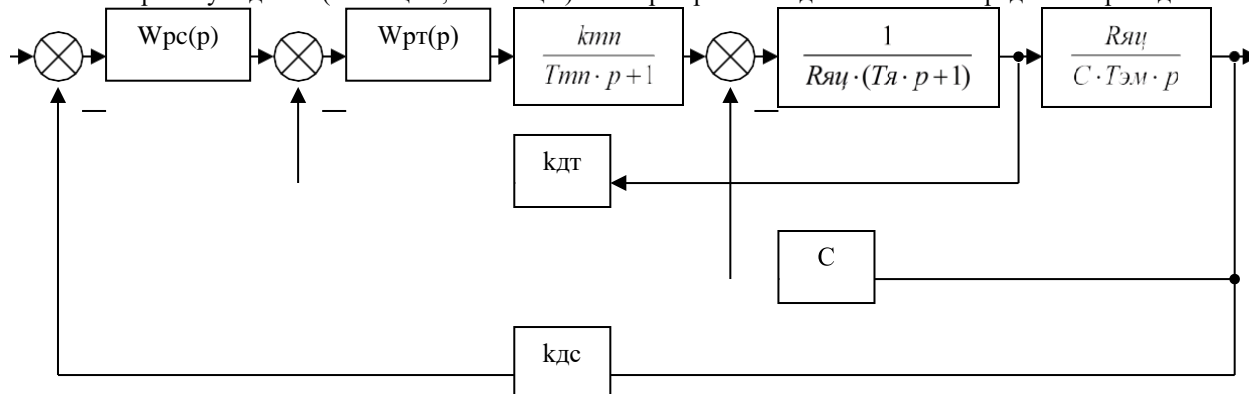 Wрс(р)
Wрт(р)
kтп
Tтп · p + 1
1
Rяц · (Tя · p + 1)
Rяц
C · Tэм · p
kдт
C
kдс